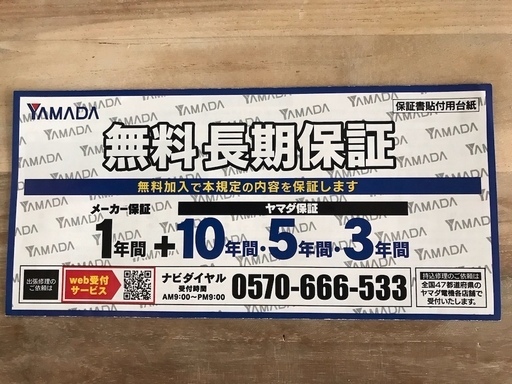 YAMADA
保証書貼付用台紙
無料長期保証
無料加入で本規定の内容を保証します
メーカー保証
ヤマダ保証
1年間+10年間・5年間・3年間
出張修理の
ご依頼は
web受付
サービス
ナビダイヤル
受付時間
AM9:00~PM9:00
0570-666-533
持込修理のご依頼は
全国47都道府県の
ヤマダ電機各店舗で
受付いたします。